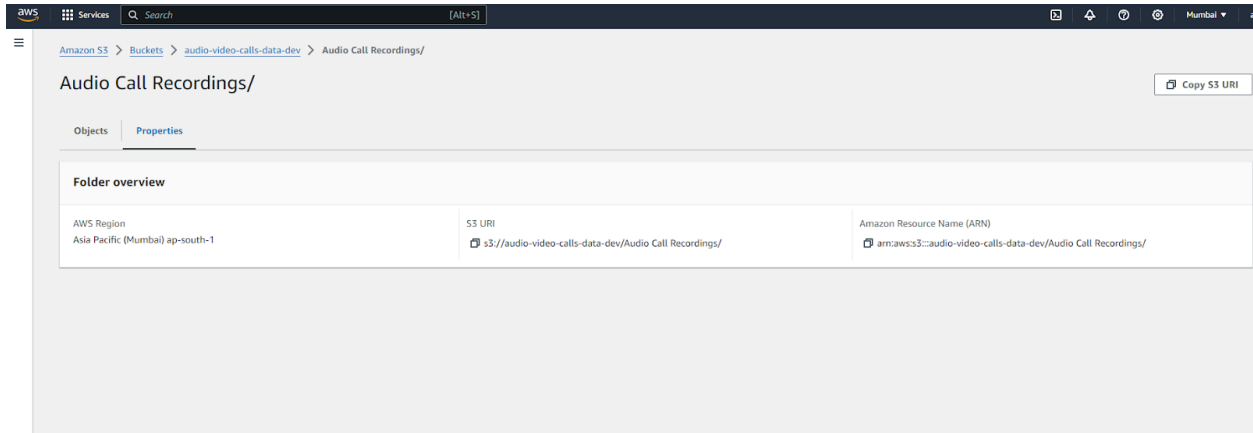 aws Services Search [Alt+S] Mumbai
Amazon S3 > Buckets > audio-video-calls-data-dev > Audio Call Recordings/
Audio Call Recordings/
Copy S3 URI
Objects Properties
Folder overview
AWS Region
Asia Pacific (Mumbai) ap-south-1
S3 URI
s3://audio-video-calls-data-dev/Audio Call Recordings/
Amazon Resource Name (ARN)
arn:aws:s3:::audio-video-calls-data-dev/Audio Call Recordings/